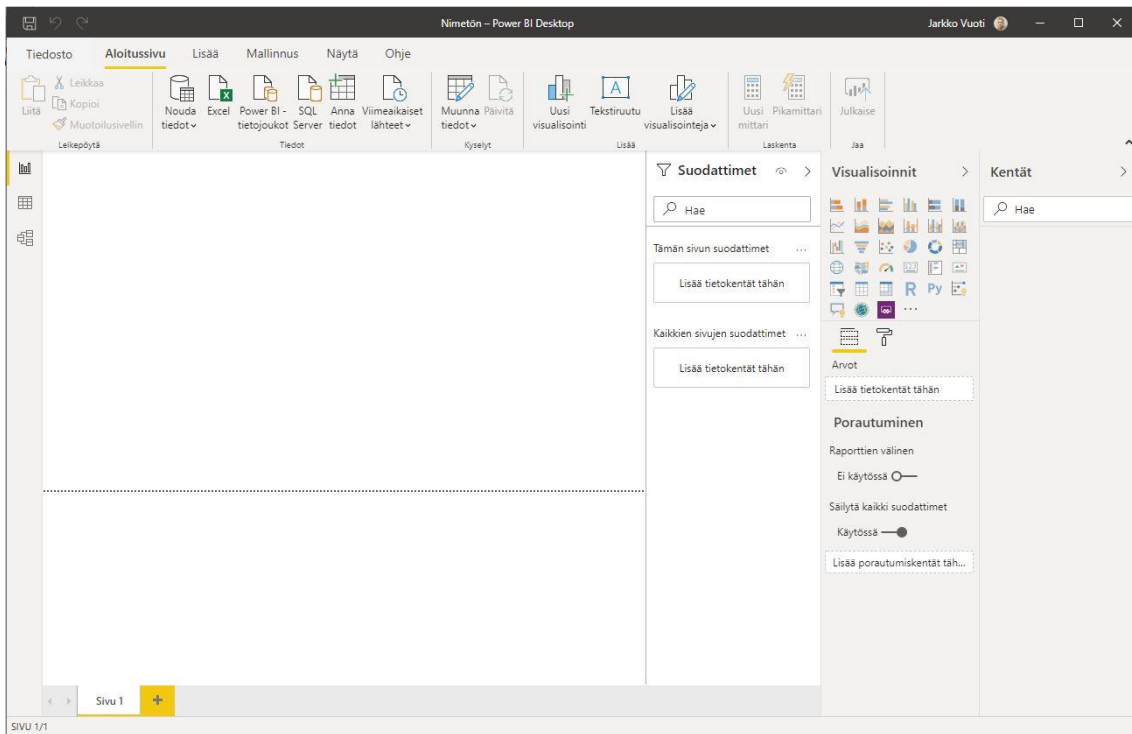 Nimetön – Power BI Desktop
Jarkko Vuoti
Tiedosto Aloitussivu Lisää Mallinnus Näytä Ohje
Liitä
Leikkaa
Kopioi
Muotoilusivellin
Leikepöytä
Nouda tiedot
Excel
Power BI -tietojoukot
SQL Server
Anna tiedot
Viimeaikaiset lähteet
Tiedot
Muunna tiedot
Päivitä
Kyselyt
Uusi visualisointi
Tekstiruutu
Lisää visualisointeja
Lisää
Uusi mittari
Pikamittari
Laskenta
Julkaise
Jaa
Suodattimet
Hae
Tämän sivun suodattimet ...
Lisää tietokentät tähän
Kaikkien sivujen suodattimet ...
Lisää tietokentät tähän
Visualisoinnit
123
R Py
...
Arvot
Lisää tietokentät tähän
Porautuminen
Raporttien välinen
Ei käytössä
Säilytä kaikki suodattimet
Käytössä
Lisää porautumiskentät täh...
Kentät
Hae
Sivu 1
SIVU 1/1